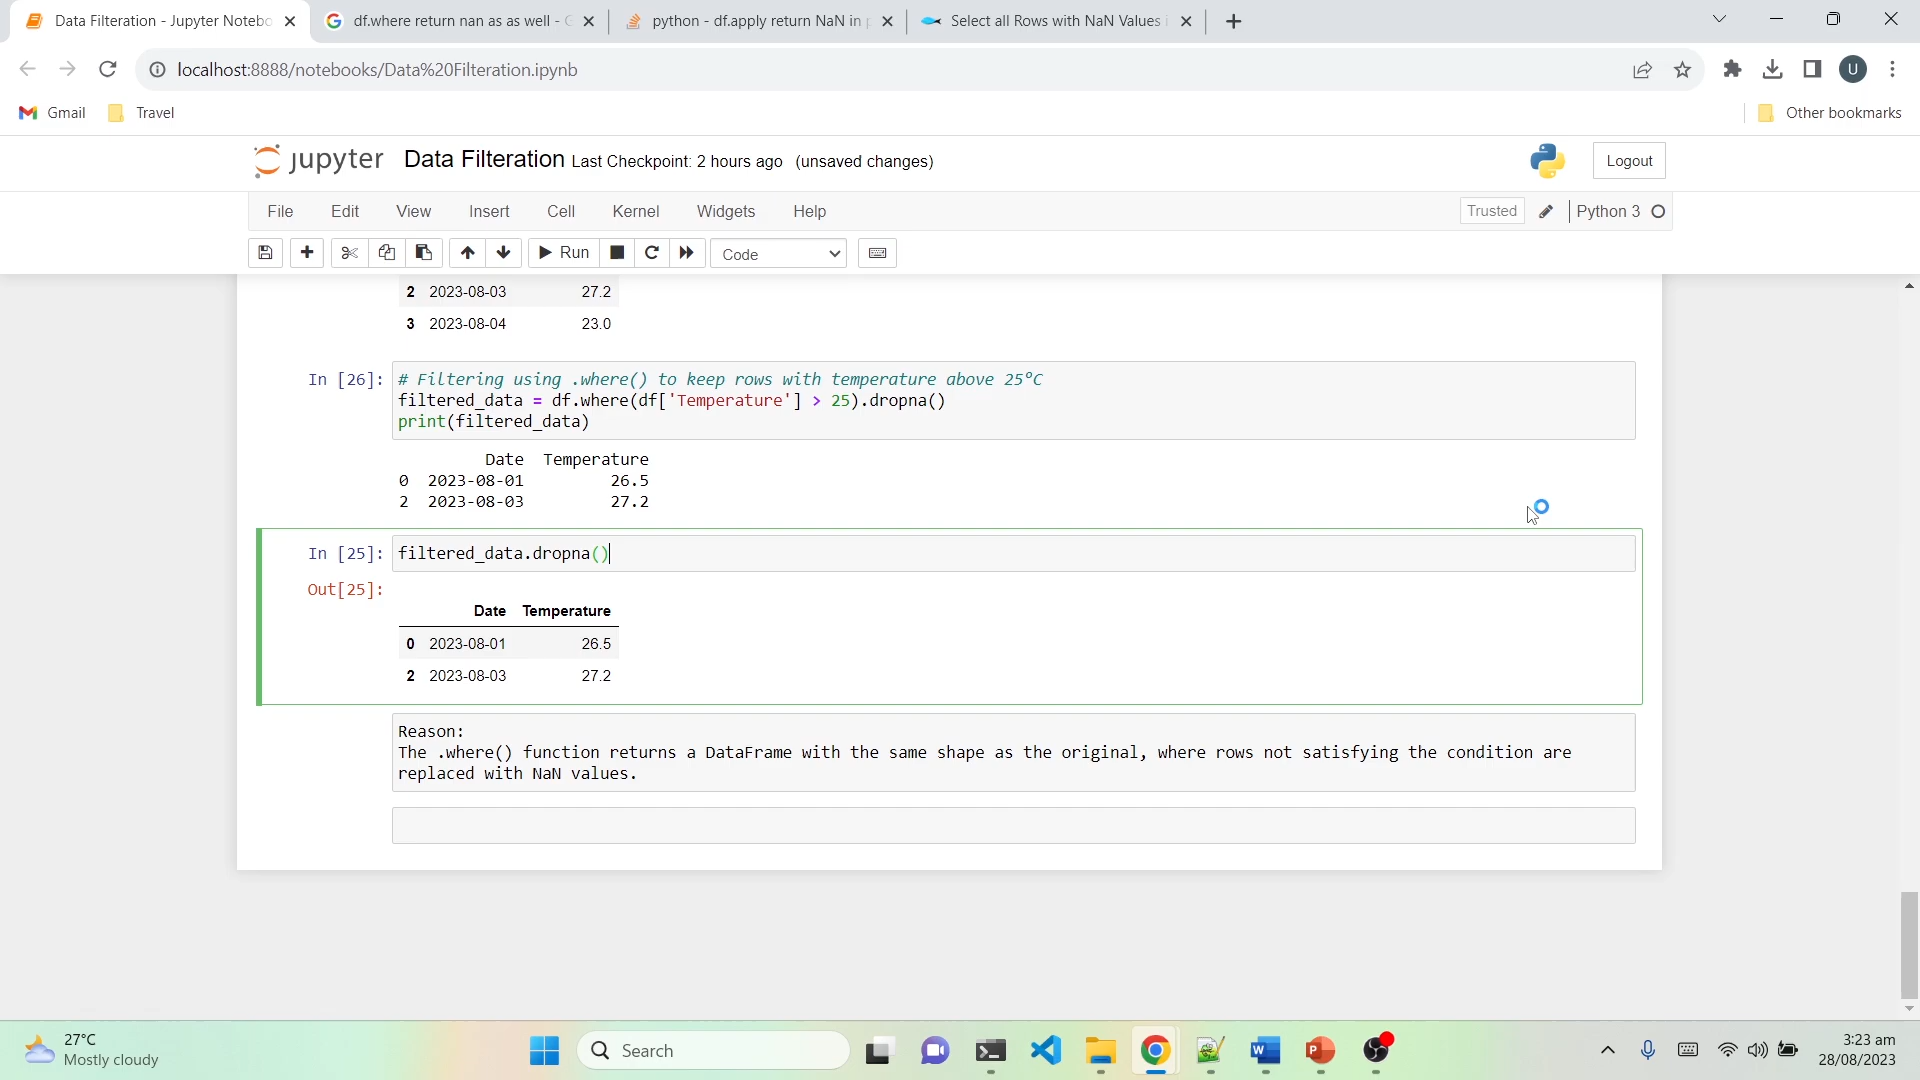 Data Filteration - Jupyter Notebo
df.where return nan as as well - G
python - df.apply return NaN in p
Select all Rows with NaN Values i
localhost:8888/notebooks/Data%20Filteration.ipynb
U
Gmail
Travel
Other bookmarks
jupyter
Data Filteration Last Checkpoint: 2 hours ago (unsaved changes)
Logout
File Edit View Insert Cell Kernel Widgets Help
Trusted
Python 3
Run
Code
2 2023-08-03 27.2
3 2023-08-04 23.0
In [26]:
# Filtering using .where() to keep rows with temperature above 25°C
filtered_data = df.where(df['Temperature'] > 25).dropna()
print(filtered_data)
Date Temperature
0 2023-08-01 26.5
2 2023-08-03 27.2
In [25]: filtered_data.dropna()
Out[25]:
Date Temperature
0 2023-08-01 26.5
2 2023-08-03 27.2
Reason:
The .where() function returns a DataFrame with the same shape as the original, where rows not satisfying the condition are
replaced with NaN values.
27°C
Mostly cloudy
Search
3:23 am
28/08/2023